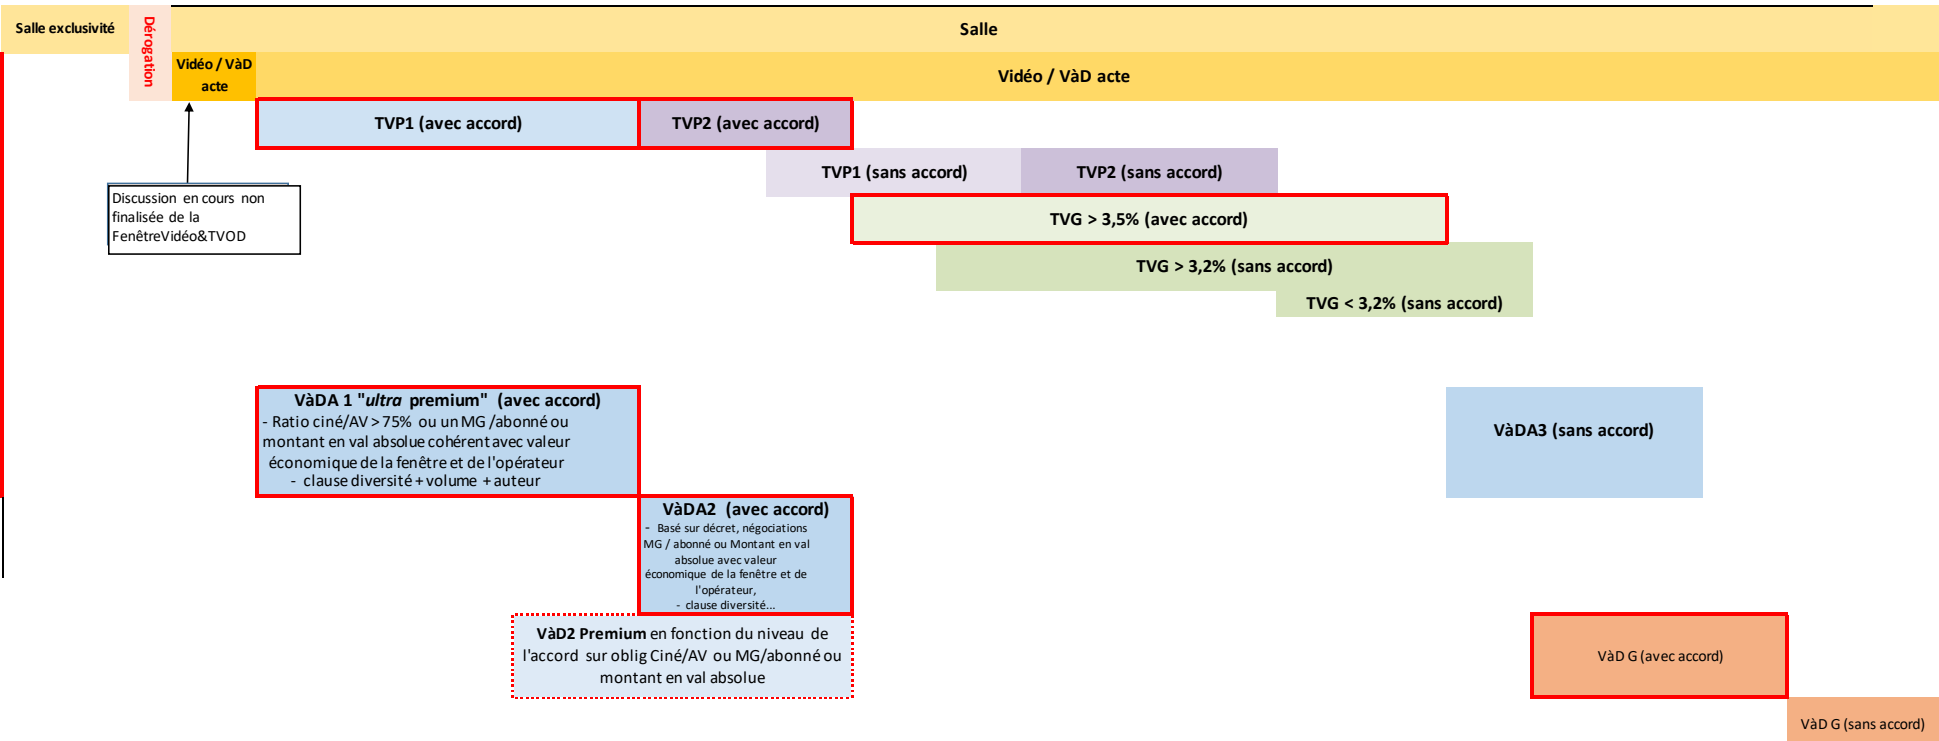 Salle exclusivité
Dérogation
Salle
Vidéo / VàD
acte
Vidéo / VàD acte
TVP1 (avec accord)
TVP2 (avec accord)
TVP1 (sans accord)
TVP2 (sans accord)
Discussion en cours non
finalisée de la
FenêtreVidéo&TVOD
TVG > 3,5% (avec accord)
TVG > 3,2% (sans accord)
TVG < 3,2% (sans accord)
VàDA 1 "ultra premium" (avec accord)
- Ratio ciné/AV > 75% ou un MG /abonné ou
montant en val absolue cohérent avec valeur
économique de la fenêtre et de l'opérateur
- clause diversité + volume + auteur
VàDA3 (sans accord)
VàDA2 (avec accord)
- Basé sur décret, négociations
MG / abonné ou Montant en val
absolue avec valeur
économique de la fenêtre et de
l'opérateur,
- clause diversité...
VàD2 Premium en fonction du niveau de
l'accord sur oblig Ciné/AV ou MG/abonné ou
montant en val absolue
VàD G (avec accord)
VàD G (sans accord)